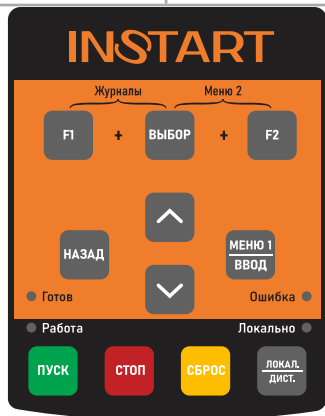 INSTART
Журналы Меню 2
F1 + ВЫБОР + F2
НАЗАД
МЕНЮ 1
ВВОД
Готов Ошибка
Работа Локально
ПУСК СТОП СБРОС ЛОКАЛ.
ДИСТ.